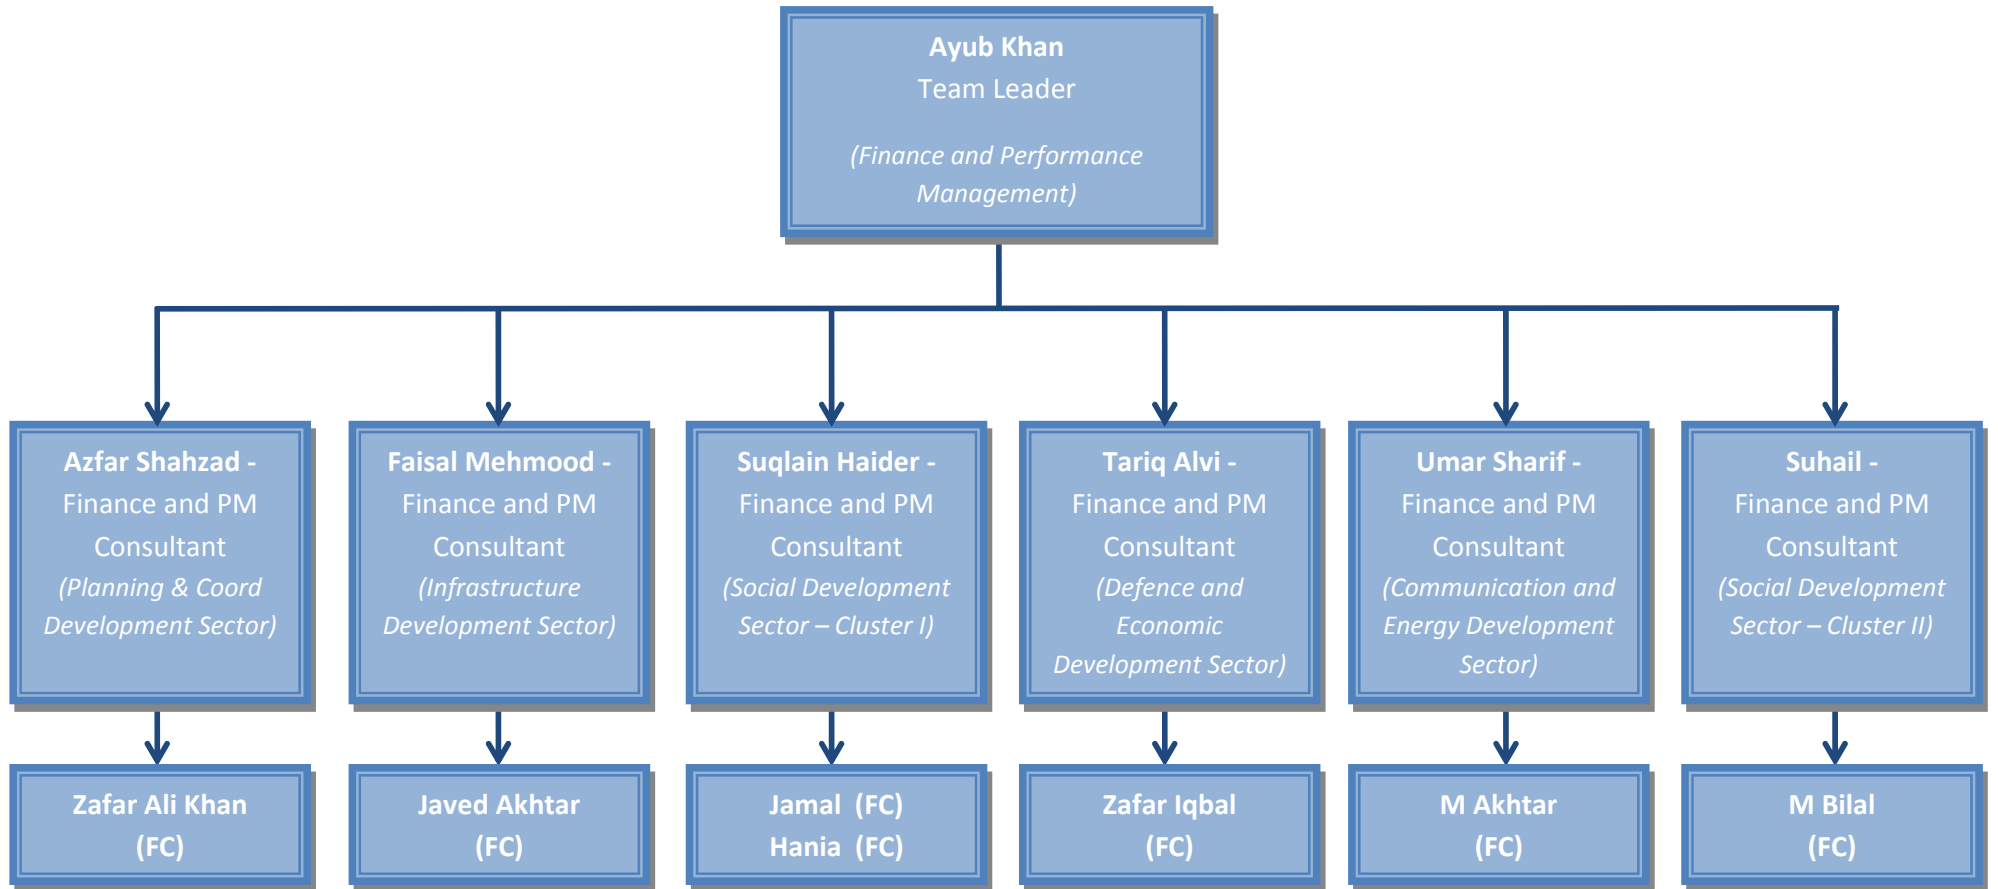 Ayub Khan
Team Leader
(Finance and Performance
Management)
Azfar Shahzad -
Finance and PM
Consultant
(Planning & Coord
Development Sector)
Faisal Mehmood -
Finance and PM
Consultant
(Infrastructure
Development Sector)
Suqlain Haider -
Finance and PM
Consultant
(Social Development
Sector – Cluster I)
Tariq Alvi -
Finance and PM
Consultant
(Defence and
Economic
Development Sector)
Umar Sharif -
Finance and PM
Consultant
(Communication and
Energy Development
Sector)
Suhail -
Finance and PM
Consultant
(Social Development
Sector – Cluster II)
Zafar Ali Khan
(FC)
Javed Akhtar
(FC)
Jamal (FC)
Hania (FC)
Zafar Iqbal
(FC)
M Akhtar
(FC)
M Bilal
(FC)